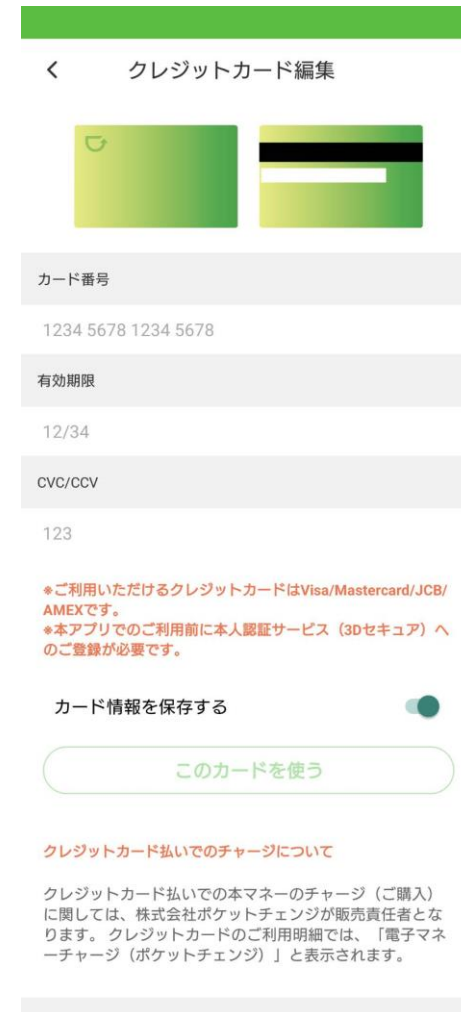 クレジットカード編集
カード番号
1234 5678 1234 5678
有効期限
12/34
CVC/CCV
123
※ご利用いただけるクレジットカードはVisa/Mastercard/JCB/
AMEXです。
※本アプリでのご利用前に本人認証サービス（3Dセキュア）へ
のご登録が必要です。
カード情報を保存する
このカードを使う
クレジットカード払いでのチャージについて
クレジットカード払いでの本マネーのチャージ（ご購入）
に関しては、株式会社ポケットチェンジが販売責任者とな
ります。 クレジットカードのご利用明細では、「電子マネ
ーチャージ（ポケットチェンジ）」と表示されます。